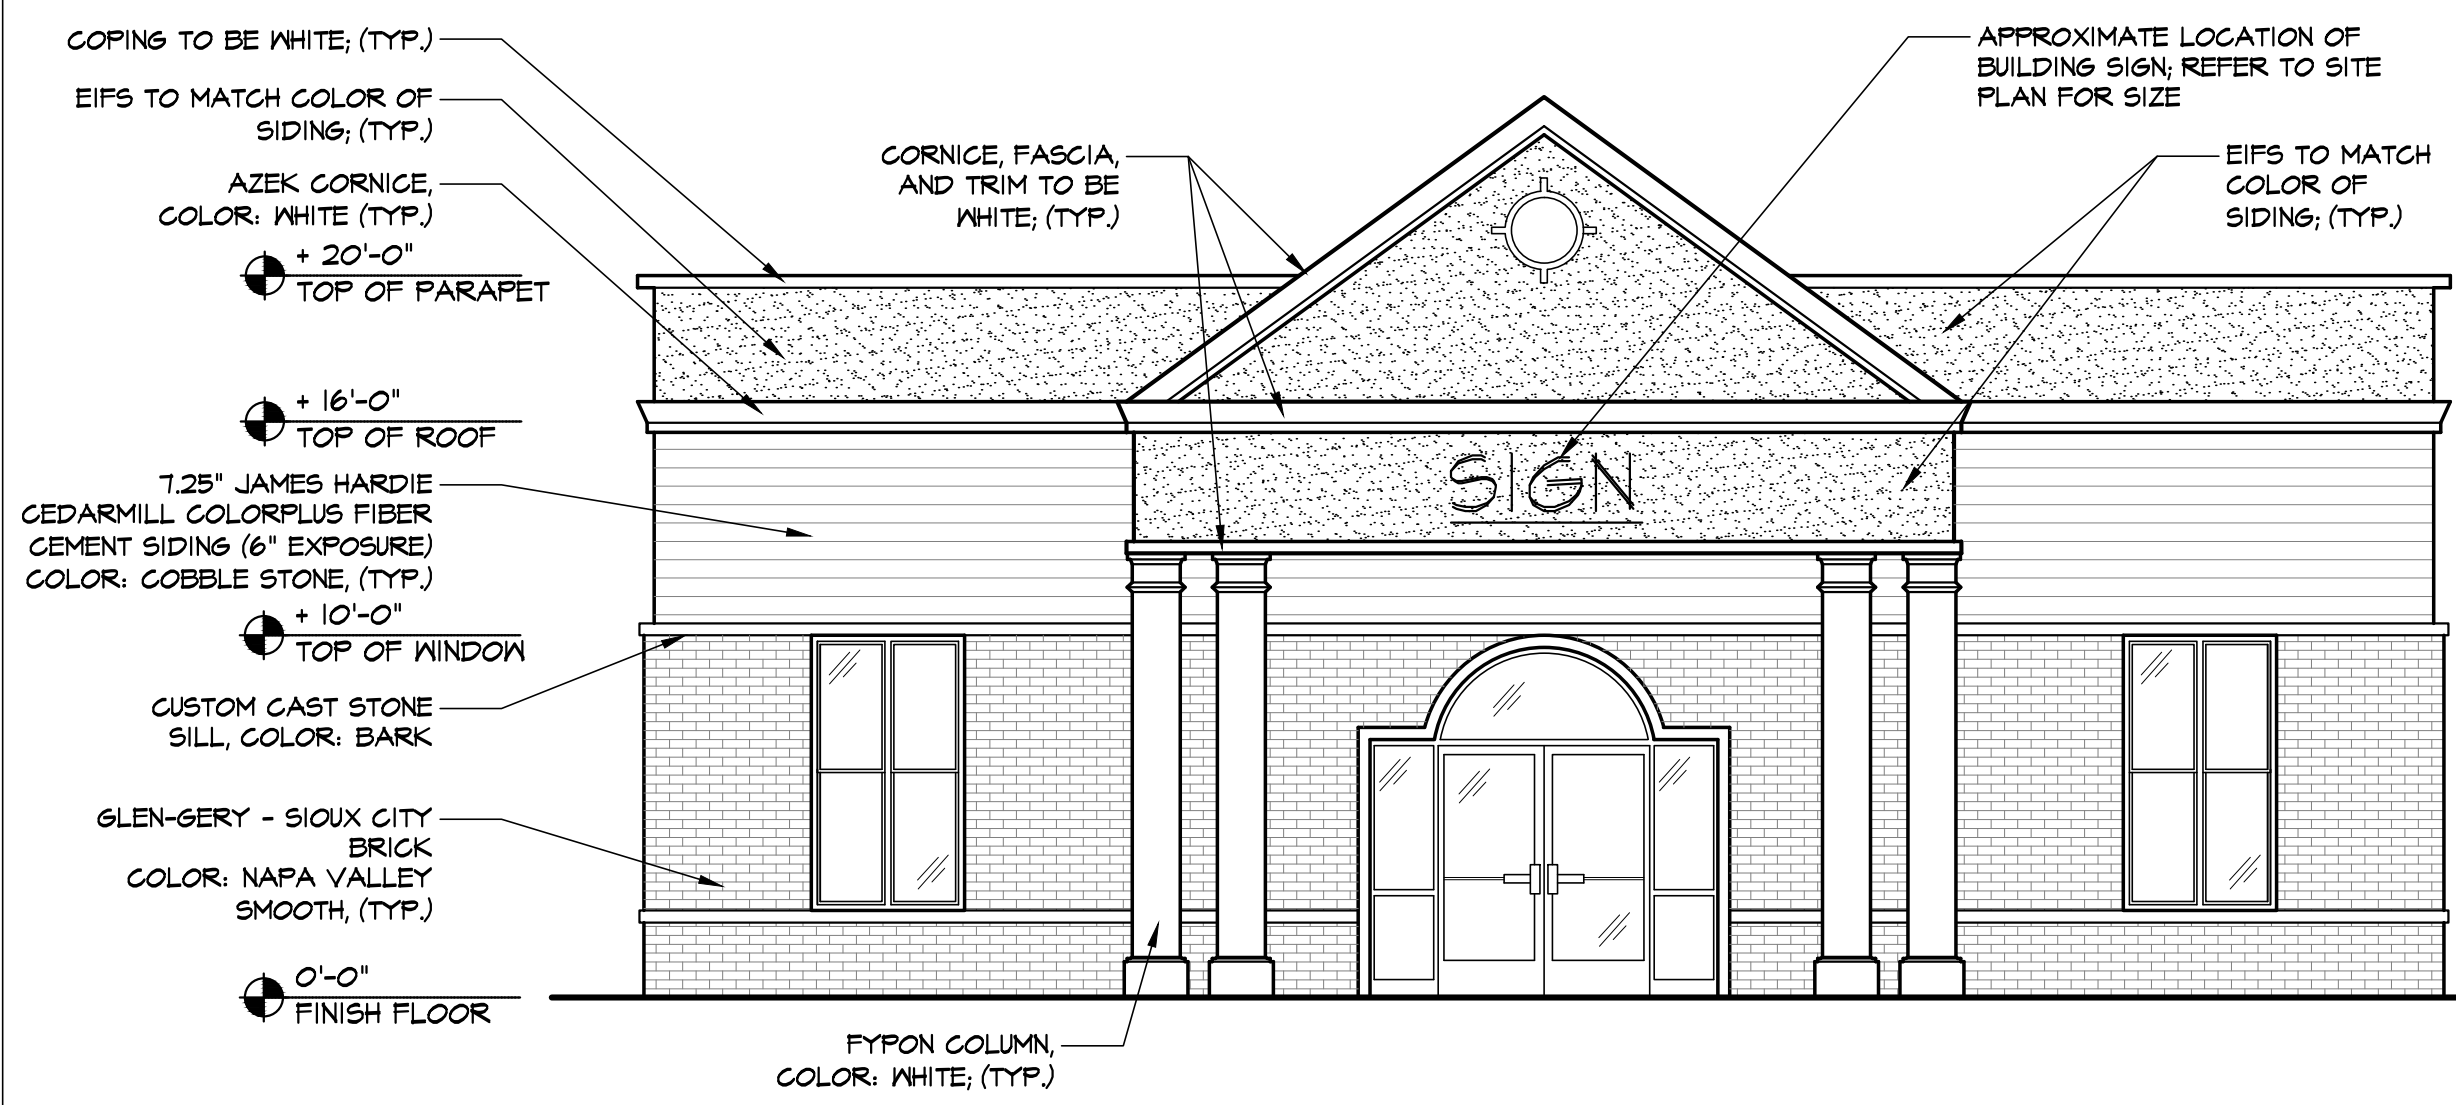 COPING TO BE WHITE; (TYP.)
EIFS TO MATCH COLOR OF
SIDING; (TYP.)
AZEK CORNICE,
COLOR: WHITE (TYP.)
+ 20'-0"
TOP OF PARAPET
+ 16'-0"
TOP OF ROOF
7.25" JAMES HARDIE
CEDARMILL COLORPLUS FIBER
CEMENT SIDING (6" EXPOSURE)
COLOR: COBBLE STONE, (TYP.)
+ 10'-0"
TOP OF WINDOW
CUSTOM CAST STONE
SILL, COLOR: BARK
GLEN-GERY - SIOUX CITY
BRICK
COLOR: NAPA VALLEY
SMOOTH, (TYP.)
0'-0"
FINISH FLOOR
CORNICE, FASCIA,
AND TRIM TO BE
WHITE; (TYP.)
SIGN
FYPON COLUMN,
COLOR: WHITE; (TYP.)
APPROXIMATE LOCATION OF
BUILDING SIGN; REFER TO SITE
PLAN FOR SIZE
EIFS TO MATCH
COLOR OF
SIDING; (TYP.)